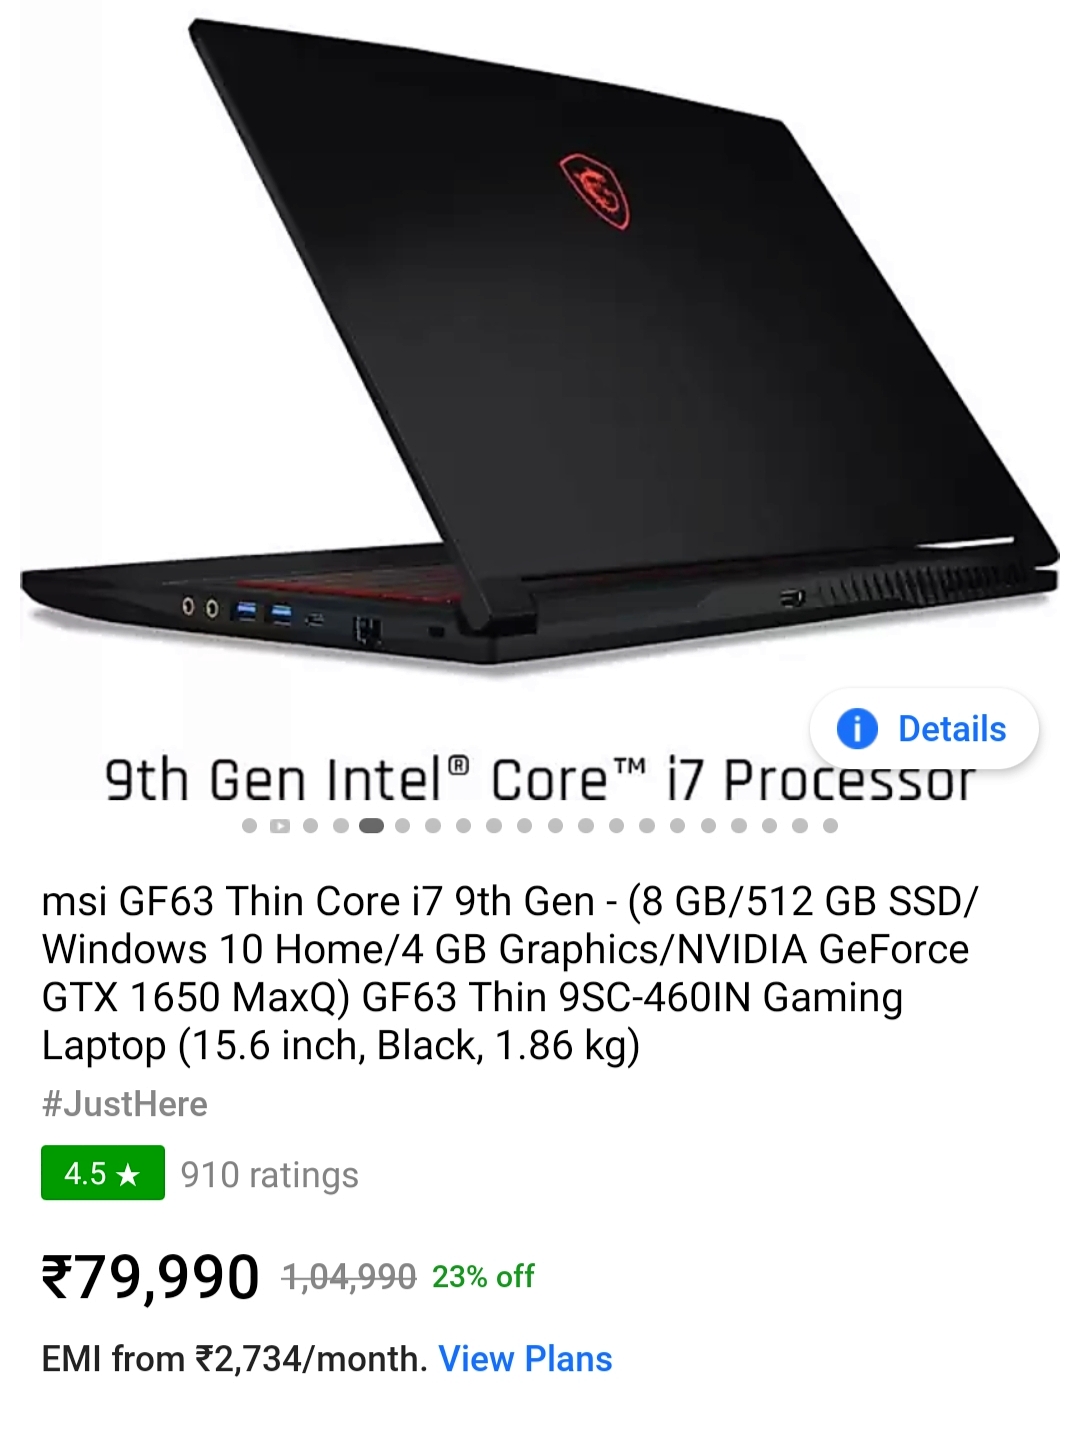 Details
9th Gen Intel® Core™ i7 Processor
msi GF63 Thin Core i7 9th Gen - (8 GB/512 GB SSD/
Windows 10 Home/4 GB Graphics/NVIDIA GeForce
GTX 1650 MaxQ) GF63 Thin 9SC-460IN Gaming
Laptop (15.6 inch, Black, 1.86 kg)
#JustHere
4.5 ★ 910 ratings
₹79,990 1,04,990 23% off
EMI from ₹2,734/month. View Plans